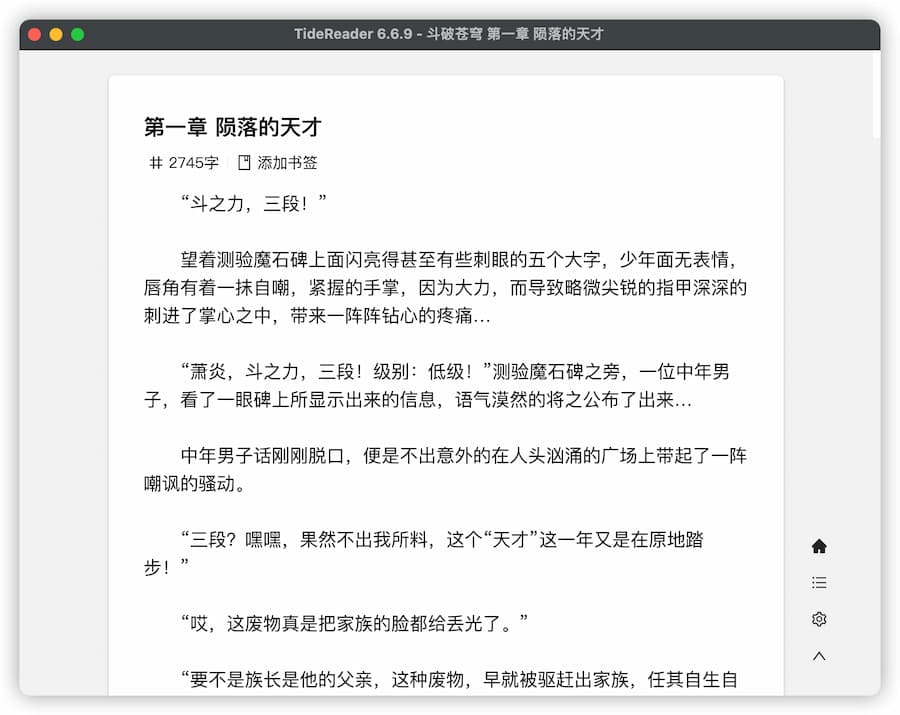 TideReader 6.6.9 - 斗破苍穹 第一章 陨落的天才
第一章 陨落的天才
2745字 添加书签
“斗之力，三段！”
望着测验魔石碑上面闪亮得甚至有些刺眼的五个大字，少年面无表情，
唇角有着一抹自嘲，紧握的手掌，因为大力，而导致略微尖锐的指甲深深的
刺进了掌心之中，带来一阵阵钻心的疼痛…
“萧炎，斗之力，三段！级别：低级！”测验魔石碑之旁，一位中年男
子，看了一眼碑上所显示出来的信息，语气漠然的将之公布了出来…
中年男子话刚刚脱口，便是不出意外的在人头汹涌的广场上带起了一阵
嘲讽的骚动。
“三段？嘿嘿，果然不出我所料，这个“天才”这一年又是在原地踏
步！”
“哎，这废物真是把家族的脸都给丢光了。”
“要不是族长是他的父亲，这种废物，早就被驱赶出家族，任其自生自